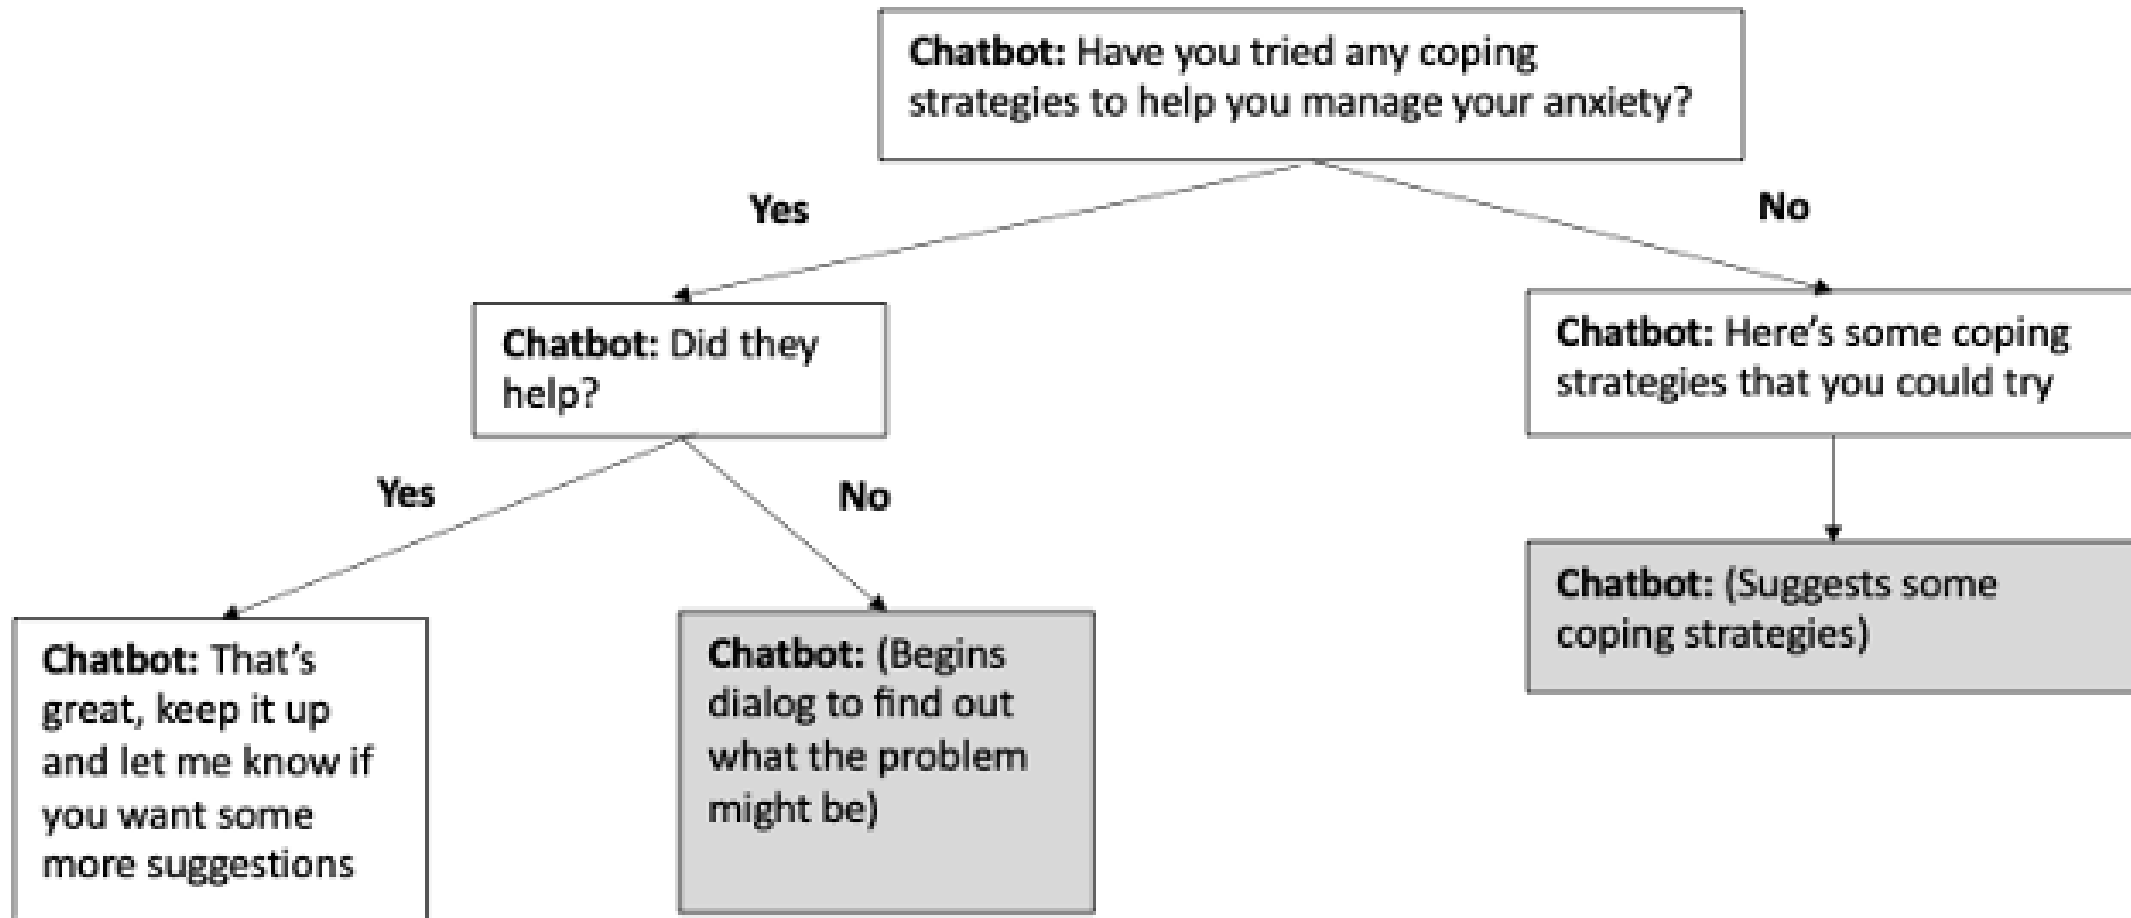 Chatbot: Have you tried any coping
strategies to help you manage your anxiety?
Yes
No
Chatbot: Did they
help?
Chatbot: Here's some coping
strategies that you could try
Yes
No
Chatbot: That's
great, keep it up
and let me know if
you want some
more suggestions
Chatbot: (Begins
dialog to find out
what the problem
might be)
Chatbot: (Suggests some
coping strategies)